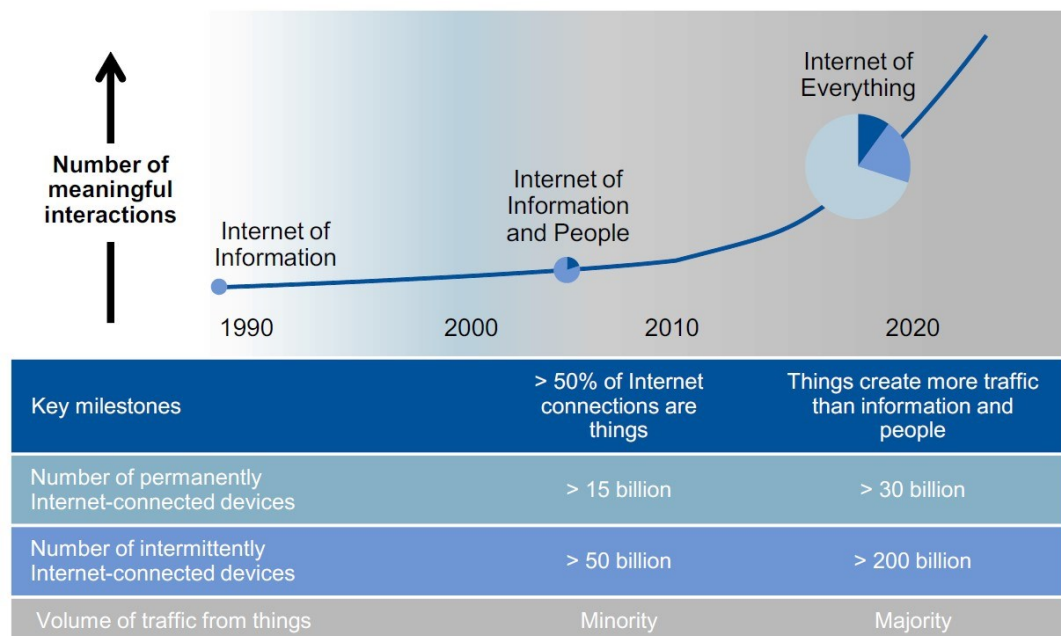 Number of
meaningful
interactions
Internet of
Information
Internet of
Information
and People
Internet of
Everything
1990
2000
2010
2020
Key milestones
> 50% of Internet
connections are
things
Things create more traffic
than information and
people
Number of permanently
Internet-connected devices
> 15 billion
> 30 billion
Number of intermittently
Internet-connected devices
> 50 billion
> 200 billion
Volume of traffic from things
Minority
Majority